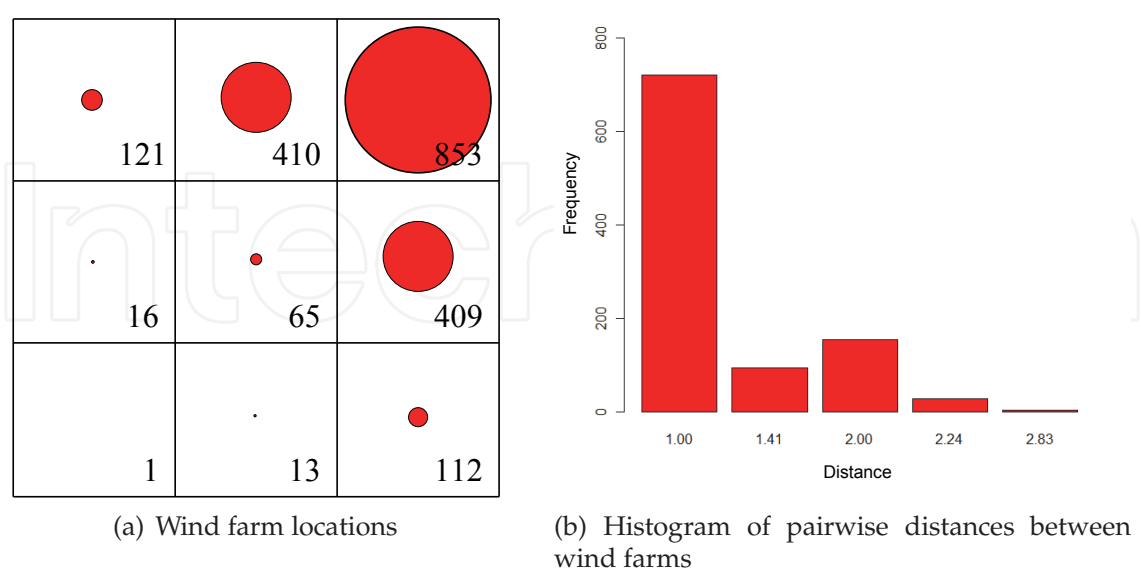 121 410 853
16 65 409
1 13 112
(a) Wind farm locations
800
600
400
200
0
Frequency
1.00 1.41 2.00 2.24 2.83
Distance
(b) Histogram of pairwise distances between
wind farms